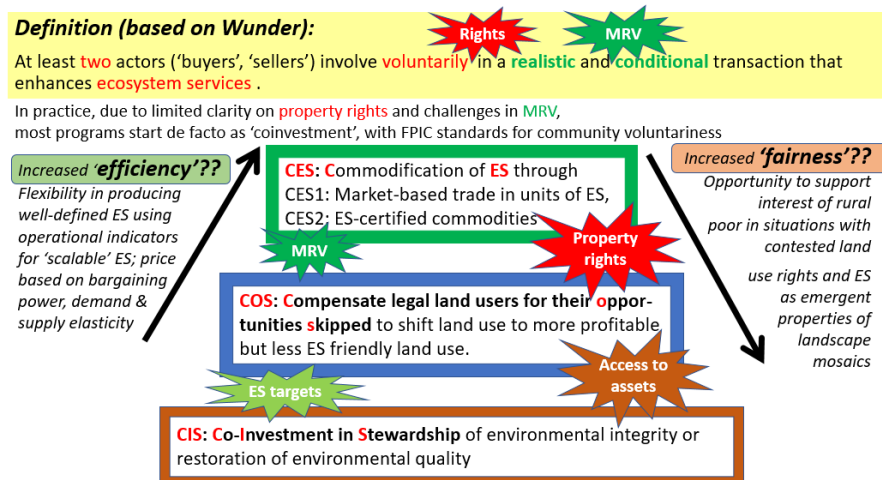 Definition (based on Wunder):
Rights
MRV
At least two actors (‘buyers’, ‘sellers’) involve voluntarily in a realistic and conditional transaction that
enhances ecosystem services .
In practice, due to limited clarity on property rights and challenges in MRV,
most programs start de facto as ‘coinvestment’, with FPIC standards for community voluntariness
Increased ‘efficiency’??
Flexibility in producing
well-defined ES using
operational indicators
for ‘scalable’ ES; price
based on bargaining
power, demand &
supply elasticity
CES: Commodification of ES through
CES1: Market-based trade in units of ES,
CES2: ES-certified commodities
MRV
Property
rights
Increased ‘fairness’??
Opportunity to support
interest of rural
poor in situations with
contested land
use rights and ES
as emergent
properties of
landscape
mosaics
COS: Compensate legal land users for their oppor-
tunities skipped to shift land use to more profitable
but less ES friendly land use.
ES targets
Access to
assets
CIS: Co-Investment in Stewardship of environmental integrity or
restoration of environmental quality